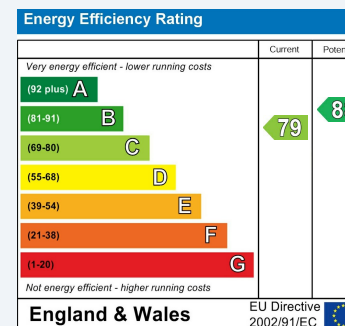 Energy Efficiency Rating
Current
Very energy efficient - lower running costs
(92 plus) A
(81-91) B
(69-80) C
79
(55-68) D
(39-54) E
(21-38) F
(1-20) G
Not energy efficient - higher running costs
England & Wales
EU Directive
2002/91/EC